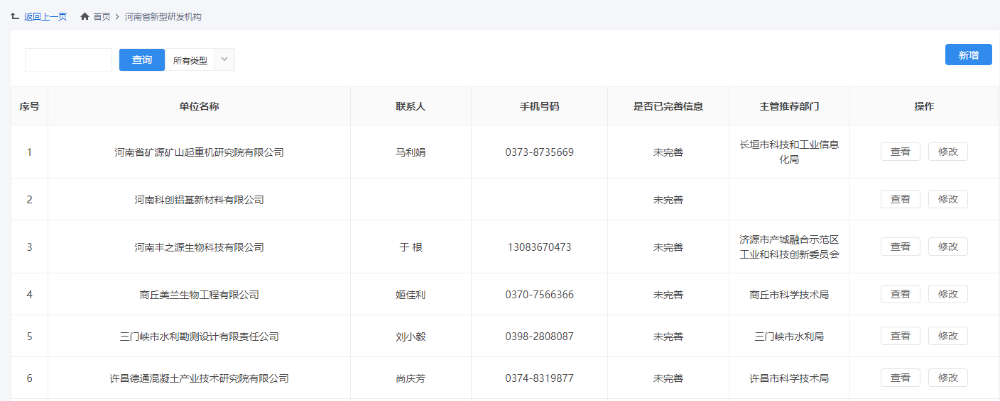 返回上一页 首页 > 河南省新型研发机构
查询 所有类型 新增
序号 单位名称 联系人 手机号码 是否已完善信息 主管推荐部门 操作
1 河南省矿源矿山起重机研究院有限公司 马利娟 0373-8735669 未完善 长垣市科技和工业信息
化局 查看 修改
2 河南科创铝基新材料有限公司 未完善 查看 修改
3 河南丰之源生物科技有限公司 于 根 13083670473 未完善 济源市产城融合示范区
工业和科技创新委员会 查看 修改
4 商丘美兰生物工程有限公司 姬佳利 0370-7566366 未完善 商丘市科学技术局 查看 修改
5 三门峡市水利勘测设计有限责任公司 刘小毅 0398-2808087 未完善 三门峡市水利局 查看 修改
6 许昌德通混凝土产业技术研究院有限公司 尚庆芳 0374-8319877 未完善 许昌市科学技术局 查看 修改